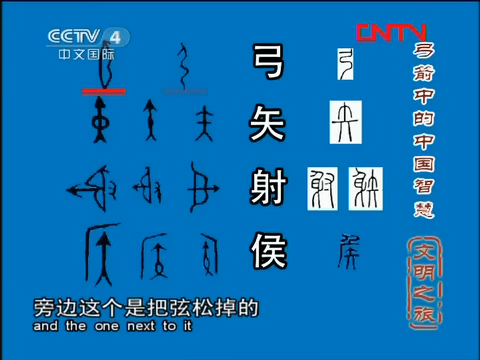 CCTV 4
中文国际
CNTV
弓
矢
射
侯
弓箭中的中国智慧
文明之旅
旁边这个是把弦松掉的
and the one next to it